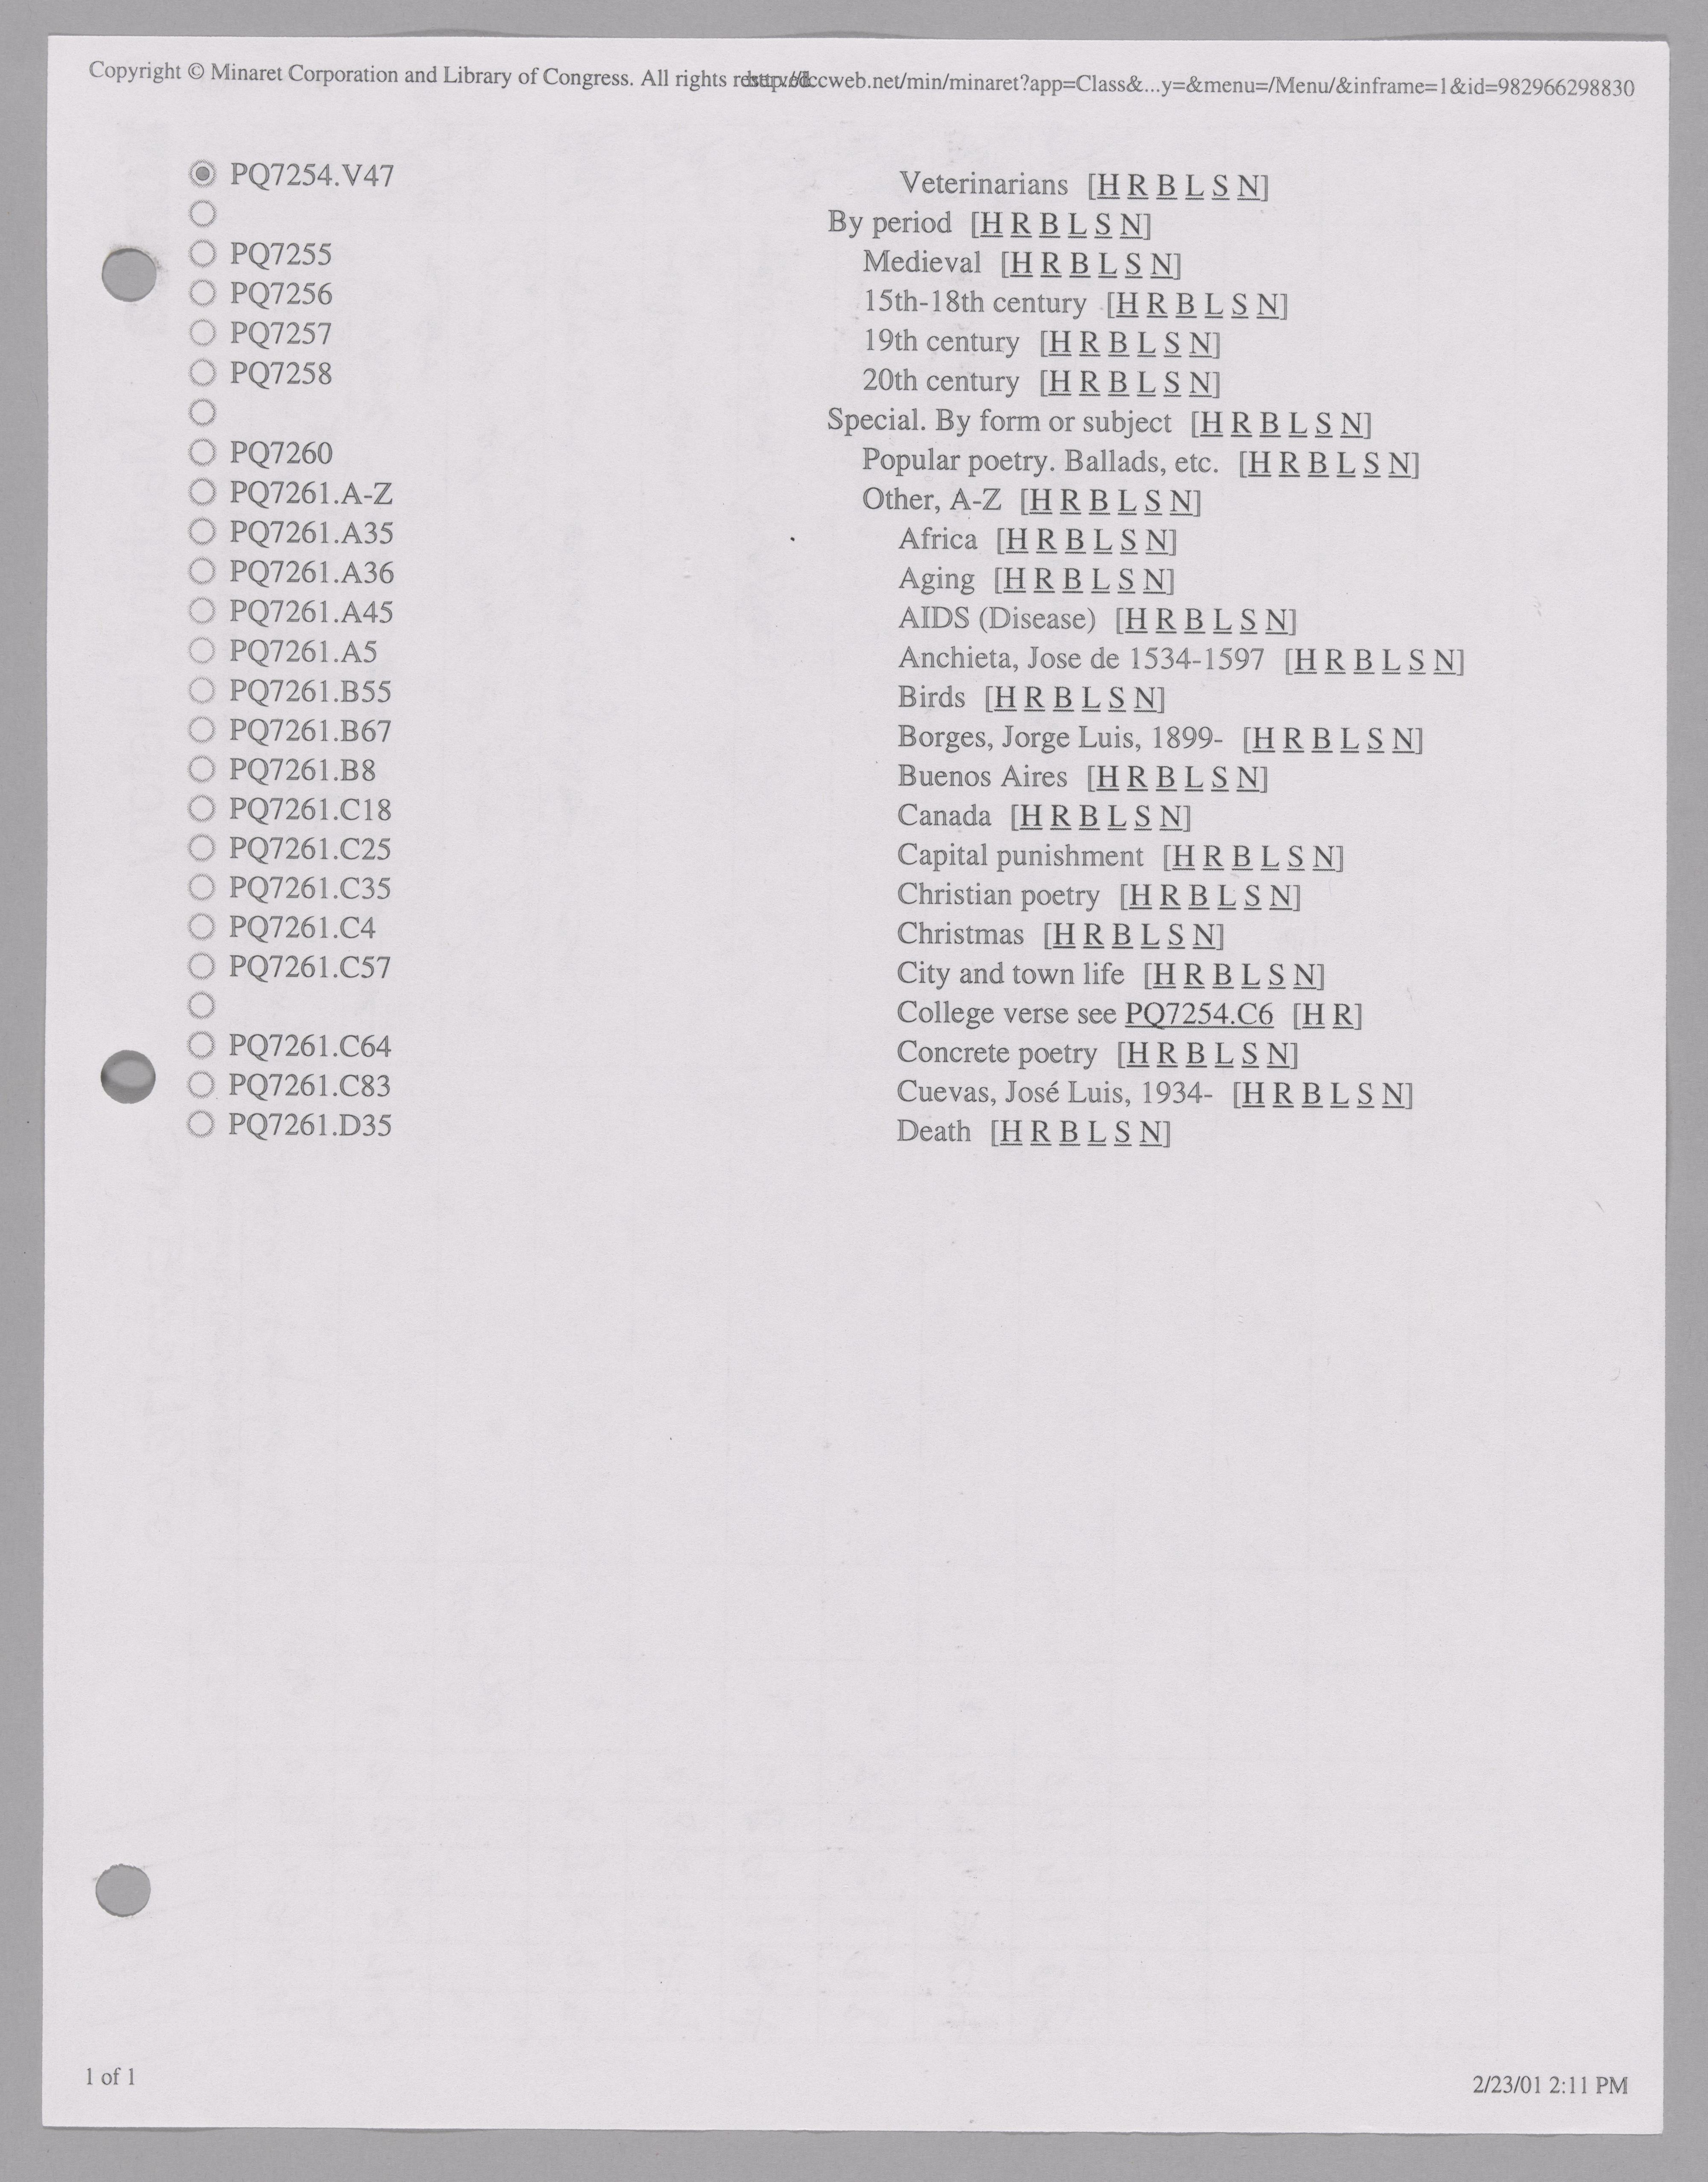 Copyright © Minaret Corporation and Library of Congress. All rights http://lccweb.net/min/minaret?app=Class&...y=&menu=/Menu/&inframe=1&id=982966298830
PQ7254.V47 Veterinarians [H R B L S N]
By period [H R B L S N]
PQ7255 Medieval [H R B L S N]
PQ7256 15th-18th century [H R B L S N]
PQ7257 19th century [H R B L S N]
PQ7258 20th century [H R B L S N]
Special. By form or subject [H R B L S N]
PQ7260 Popular poetry. Ballads, etc. [H R B L S N]
PQ7261.A-Z Other, A-Z [H R B L S N]
PQ7261.A35 Africa [H R B L S N]
PQ7261.A36 Aging [H R B L S N]
PQ7261.A45 AIDS (Disease) [H R B L S N]
PQ7261.A5 Anchieta, Jose de 1534-1597 [H R B L S N]
PQ7261.B55 Birds [H R B L S N]
PQ7261.B67 Borges, Jorge Luis, 1899- [H R B L S N]
PQ7261.B8 Buenos Aires [H R B L S N]
PQ7261.C18 Canada [H R B L S N]
PQ7261.C25 Capital punishment [H R B L S N]
PQ7261.C35 Christian poetry [H R B L S N]
PQ7261.C4 Christmas [H R B L S N]
PQ7261.C57 City and town life [H R B L S N]
College verse see PQ7254.C6 [H R]
PQ7261.C64 Concrete poetry [H R B L S N]
PQ7261.C83 Cuevas, José Luis, 1934- [H R B L S N]
PQ7261.D35 Death [H R B L S N]
1 of 1
2/23/01 2:11 PM